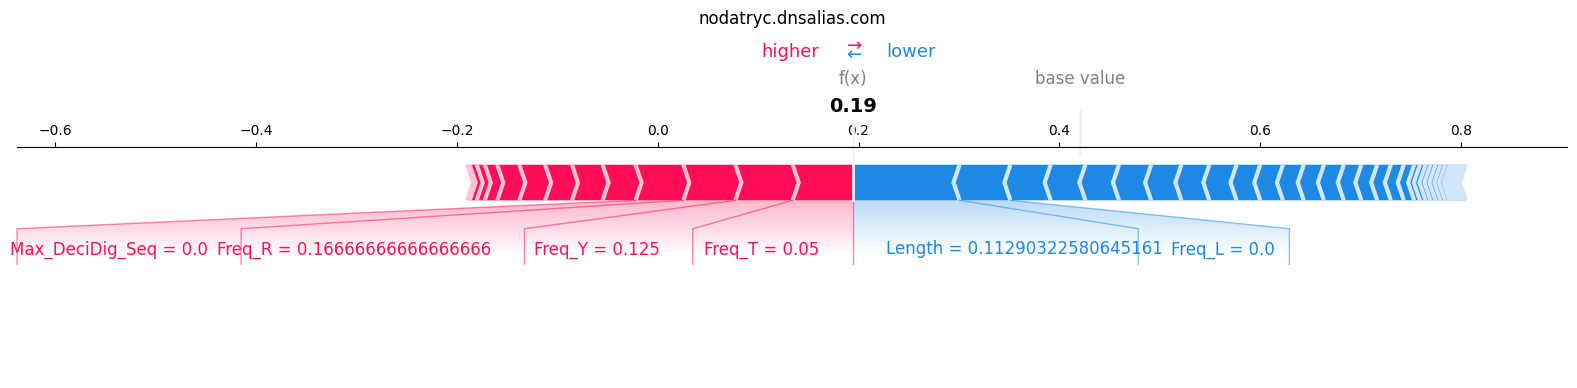 nodatryc.dnsalias.com
higher → ← lower
f(x) base value
0.19
−0.6 −0.4 −0.2 0.0 0.2 0.4 0.6 0.8
Max_DeciDig_Seq = 0.0 Freq_R = 0.16666666666666666 Freq_Y = 0.125 Freq_T = 0.05 Length = 0.11290322580645161 Freq_L = 0.0